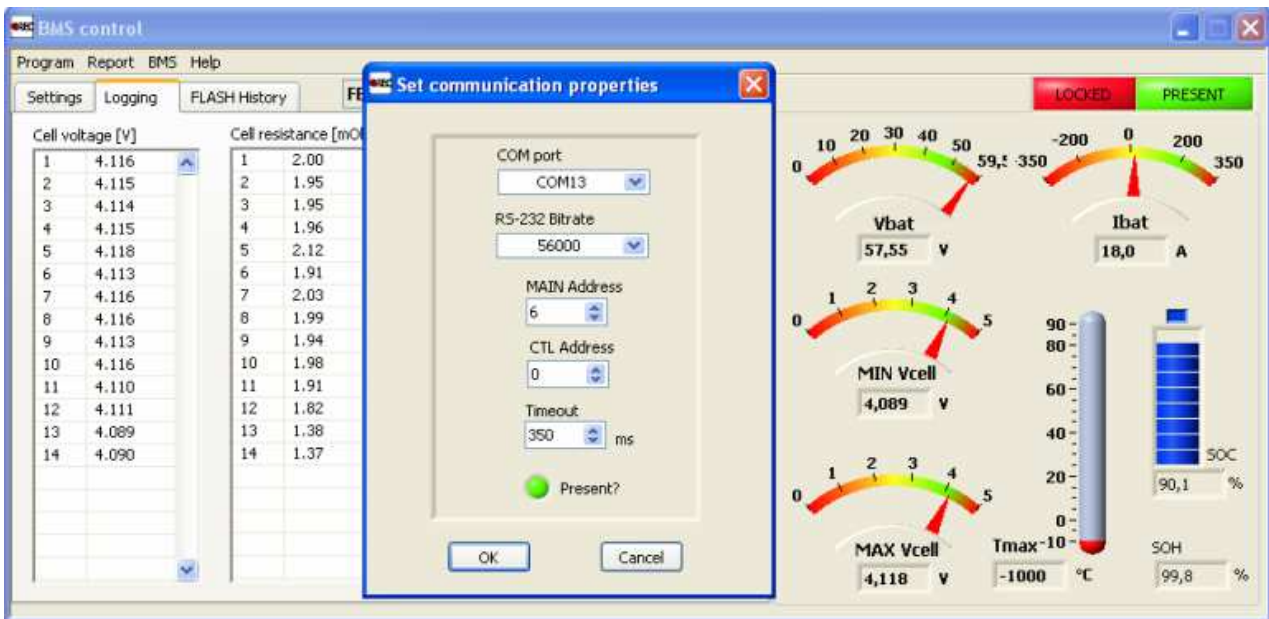 BMS control
Program Report BMS Help
Settings Logging FLASH History FE
LOCKED PRESENT
Cell voltage [V]
1 4.116
2 4.115
3 4.114
4 4.115
5 4.118
6 4.113
7 4.116
8 4.116
9 4.113
10 4.116
11 4.110
12 4.111
13 4.089
14 4.090
Cell resistance [mO
1 2.00
2 1.95
3 1.95
4 1.96
5 2.12
6 1.91
7 2.03
8 1.99
9 1.94
10 1.98
11 1.91
12 1.82
13 1.38
14 1.37
Set communication properties
COM port
COM13
RS-232 Bitrate
56000
MAIN Address
6
CTL Address
0
Timeout
350 ms
Present?
OK Cancel
0 10 20 30 40 50 59,5
Vbat
57,55 V
-350 -200 0 200 350
Ibat
18,0 A
0 1 2 3 4 5
MIN Vcell
4,089 V
0 1 2 3 4 5
MAX Vcell
4,118 V
90
80
60
40
20
0
-10
Tmax
-1000 °C
SOC
90,1 %
SOH
99,8 %